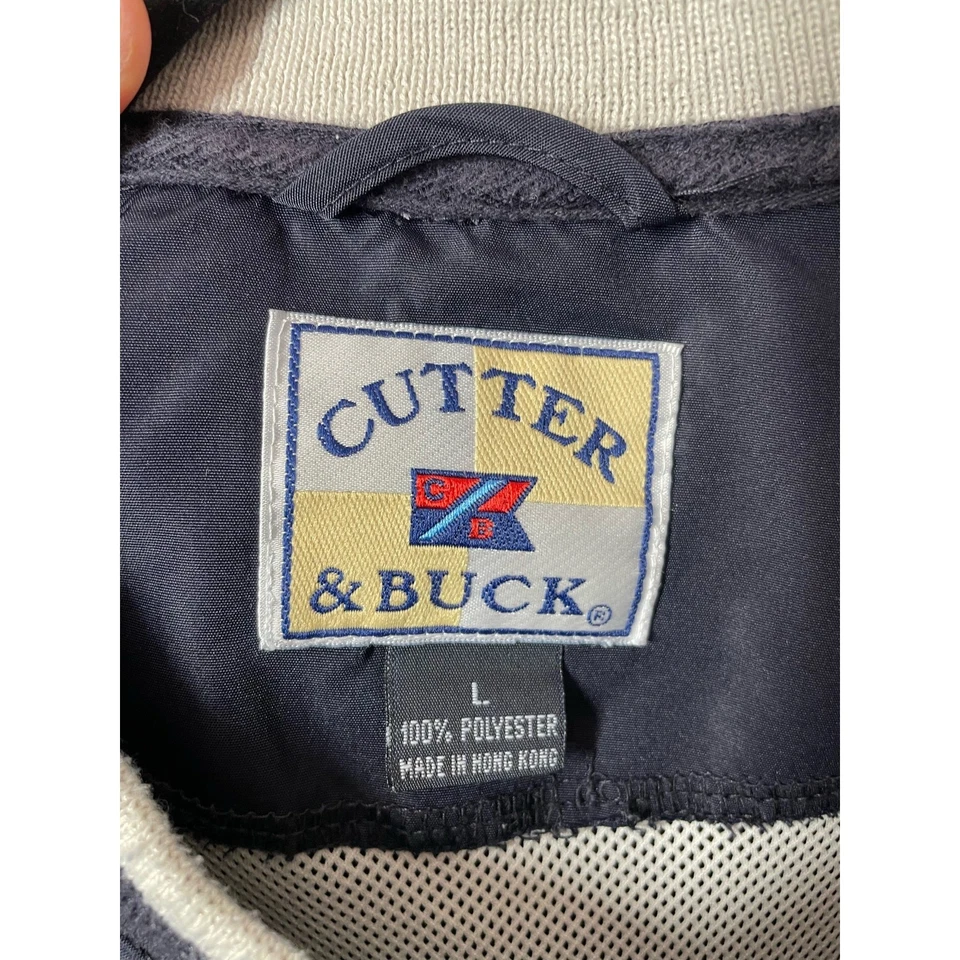 CUTTER
C
B
& BUCK®
L
100% POLYESTER
MADE IN HONG KONG